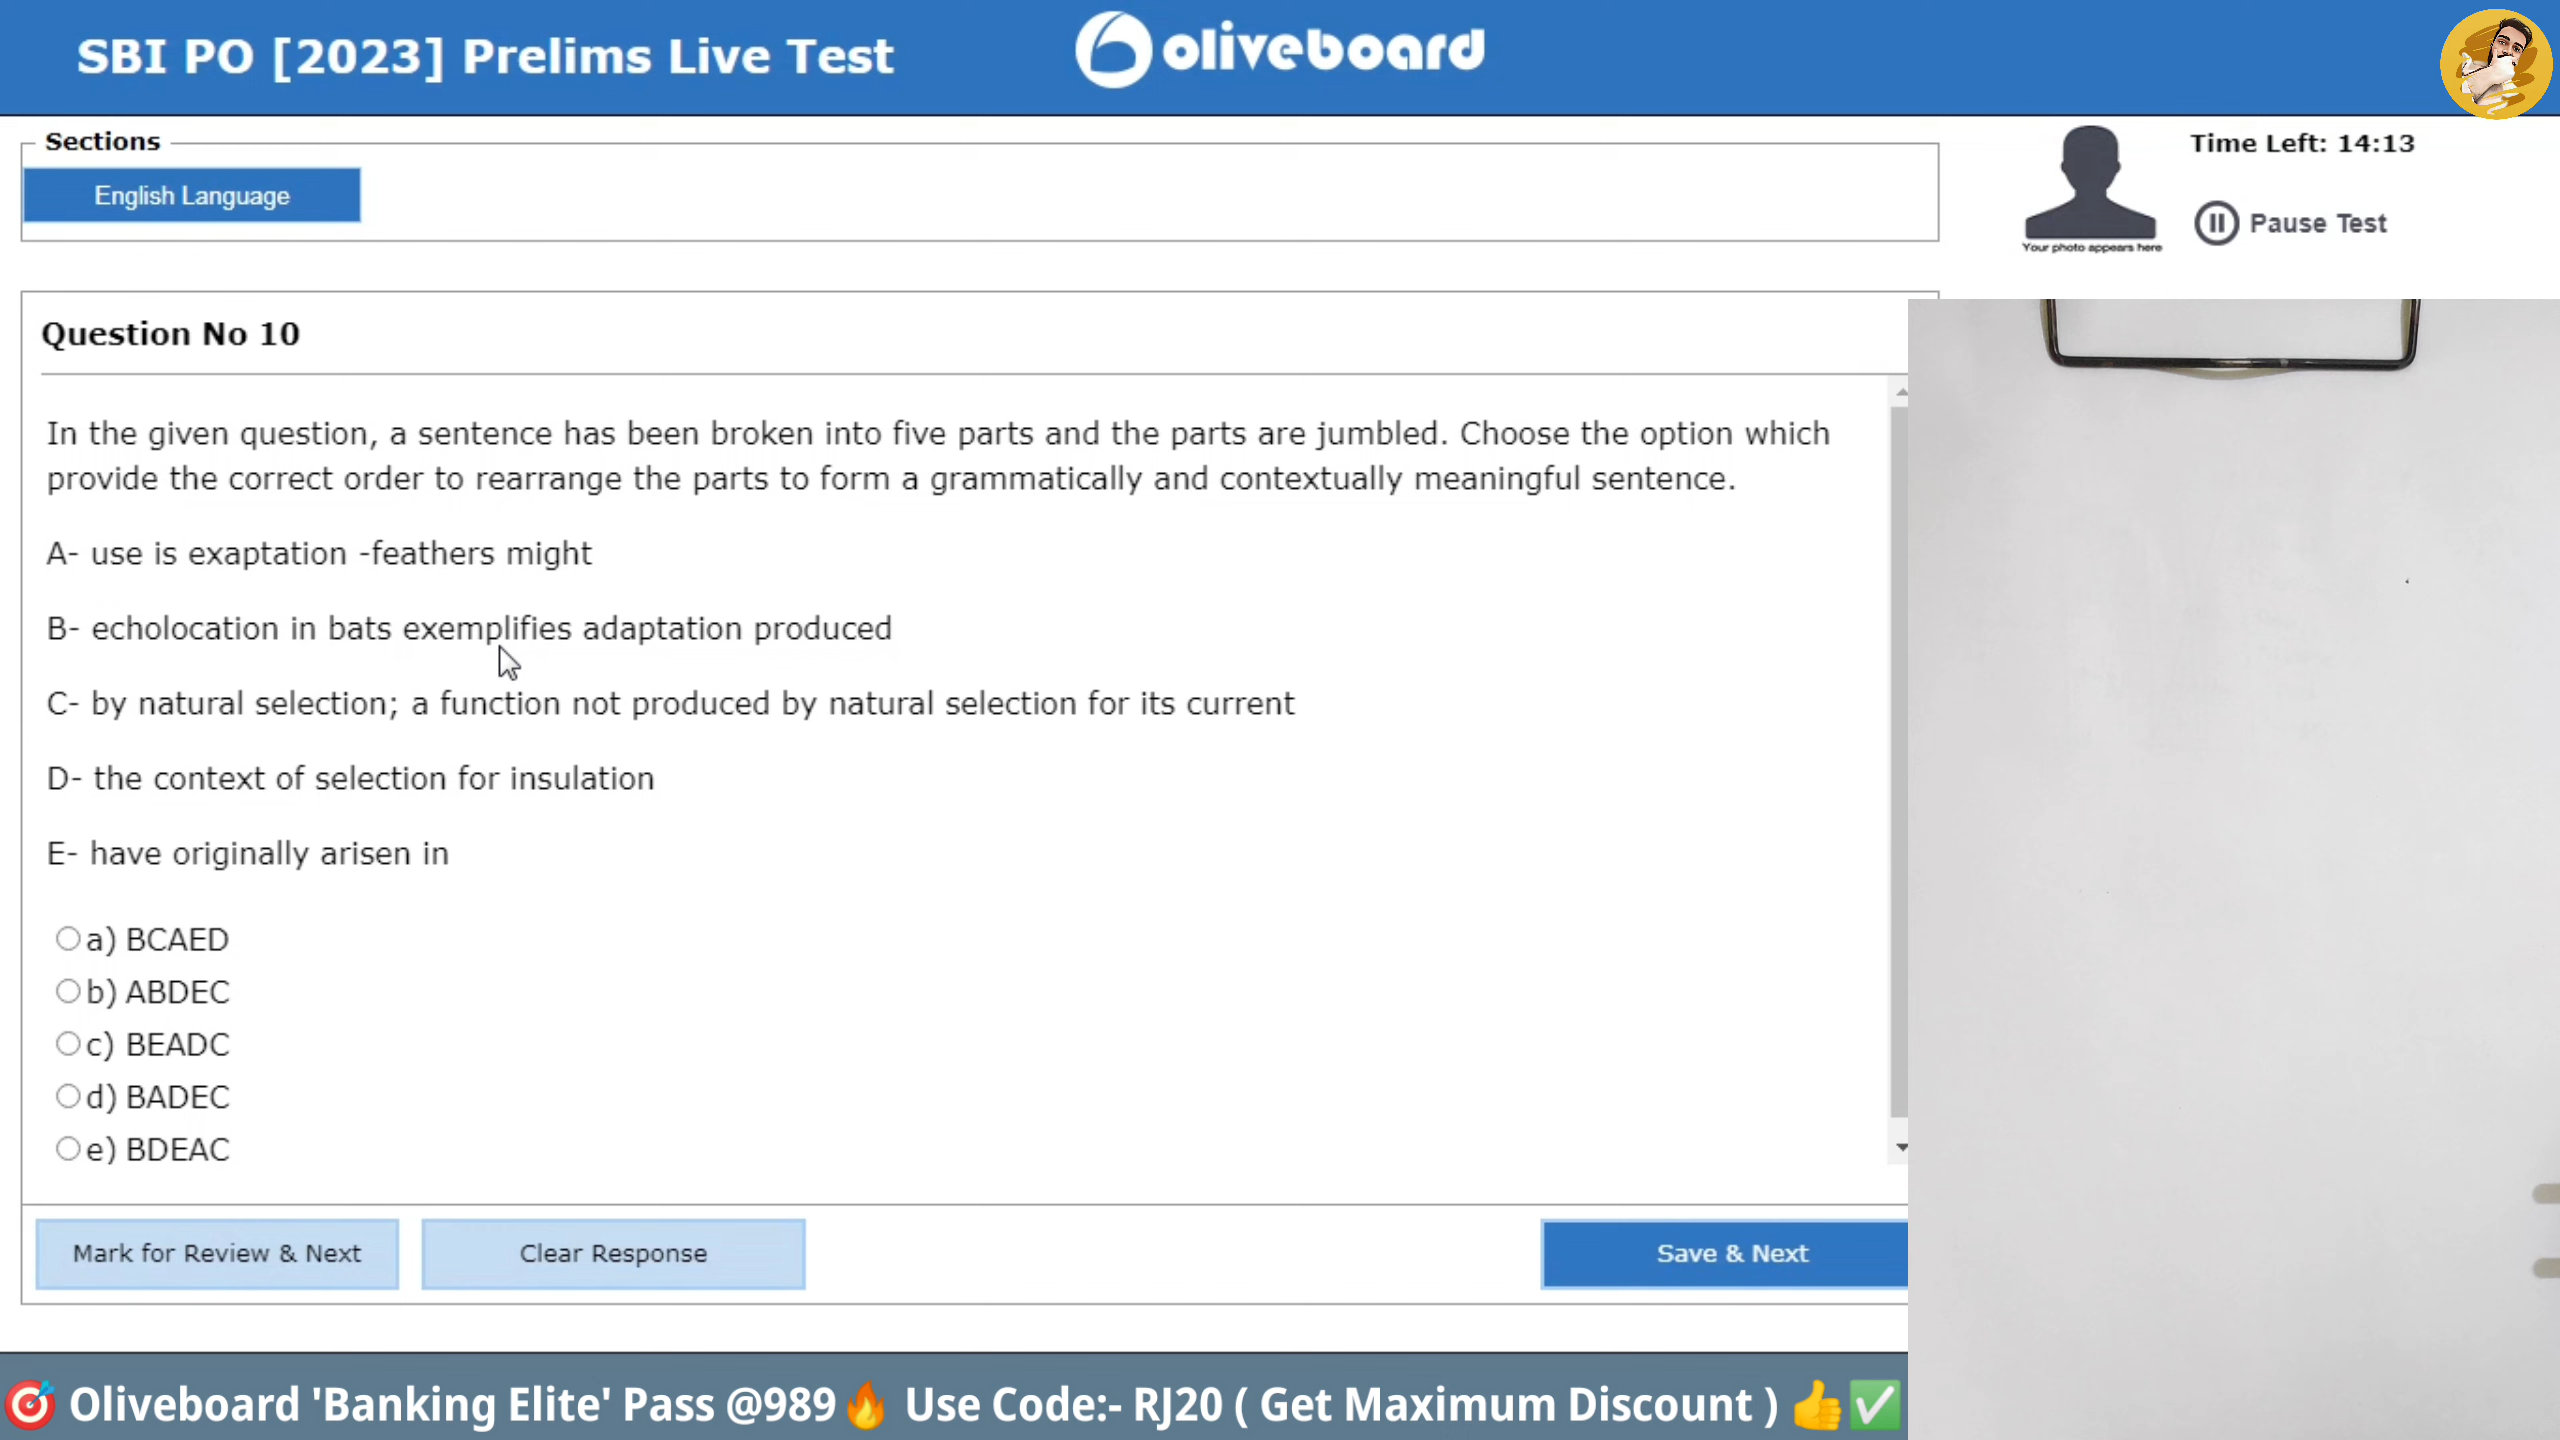 SBI PO [2023] Prelims Live Test
oliveboard
Sections
English Language
Time Left: 14:13
Your photo appears here
Pause Test
Question No 10
In the given question, a sentence has been broken into five parts and the parts are jumbled. Choose the option which
provide the correct order to rearrange the parts to form a grammatically and contextually meaningful sentence.
A- use is exaptation -feathers might
B- echolocation in bats exemplifies adaptation produced
C- by natural selection; a function not produced by natural selection for its current
D- the context of selection for insulation
E- have originally arisen in
a) BCAED
b) ABDEC
c) BEADC
d) BADEC
e) BDEAC
Mark for Review & Next
Clear Response
Save & Next
🎯 Oliveboard 'Banking Elite' Pass @989🔥 Use Code:- RJ20 ( Get Maximum Discount ) 👍✅